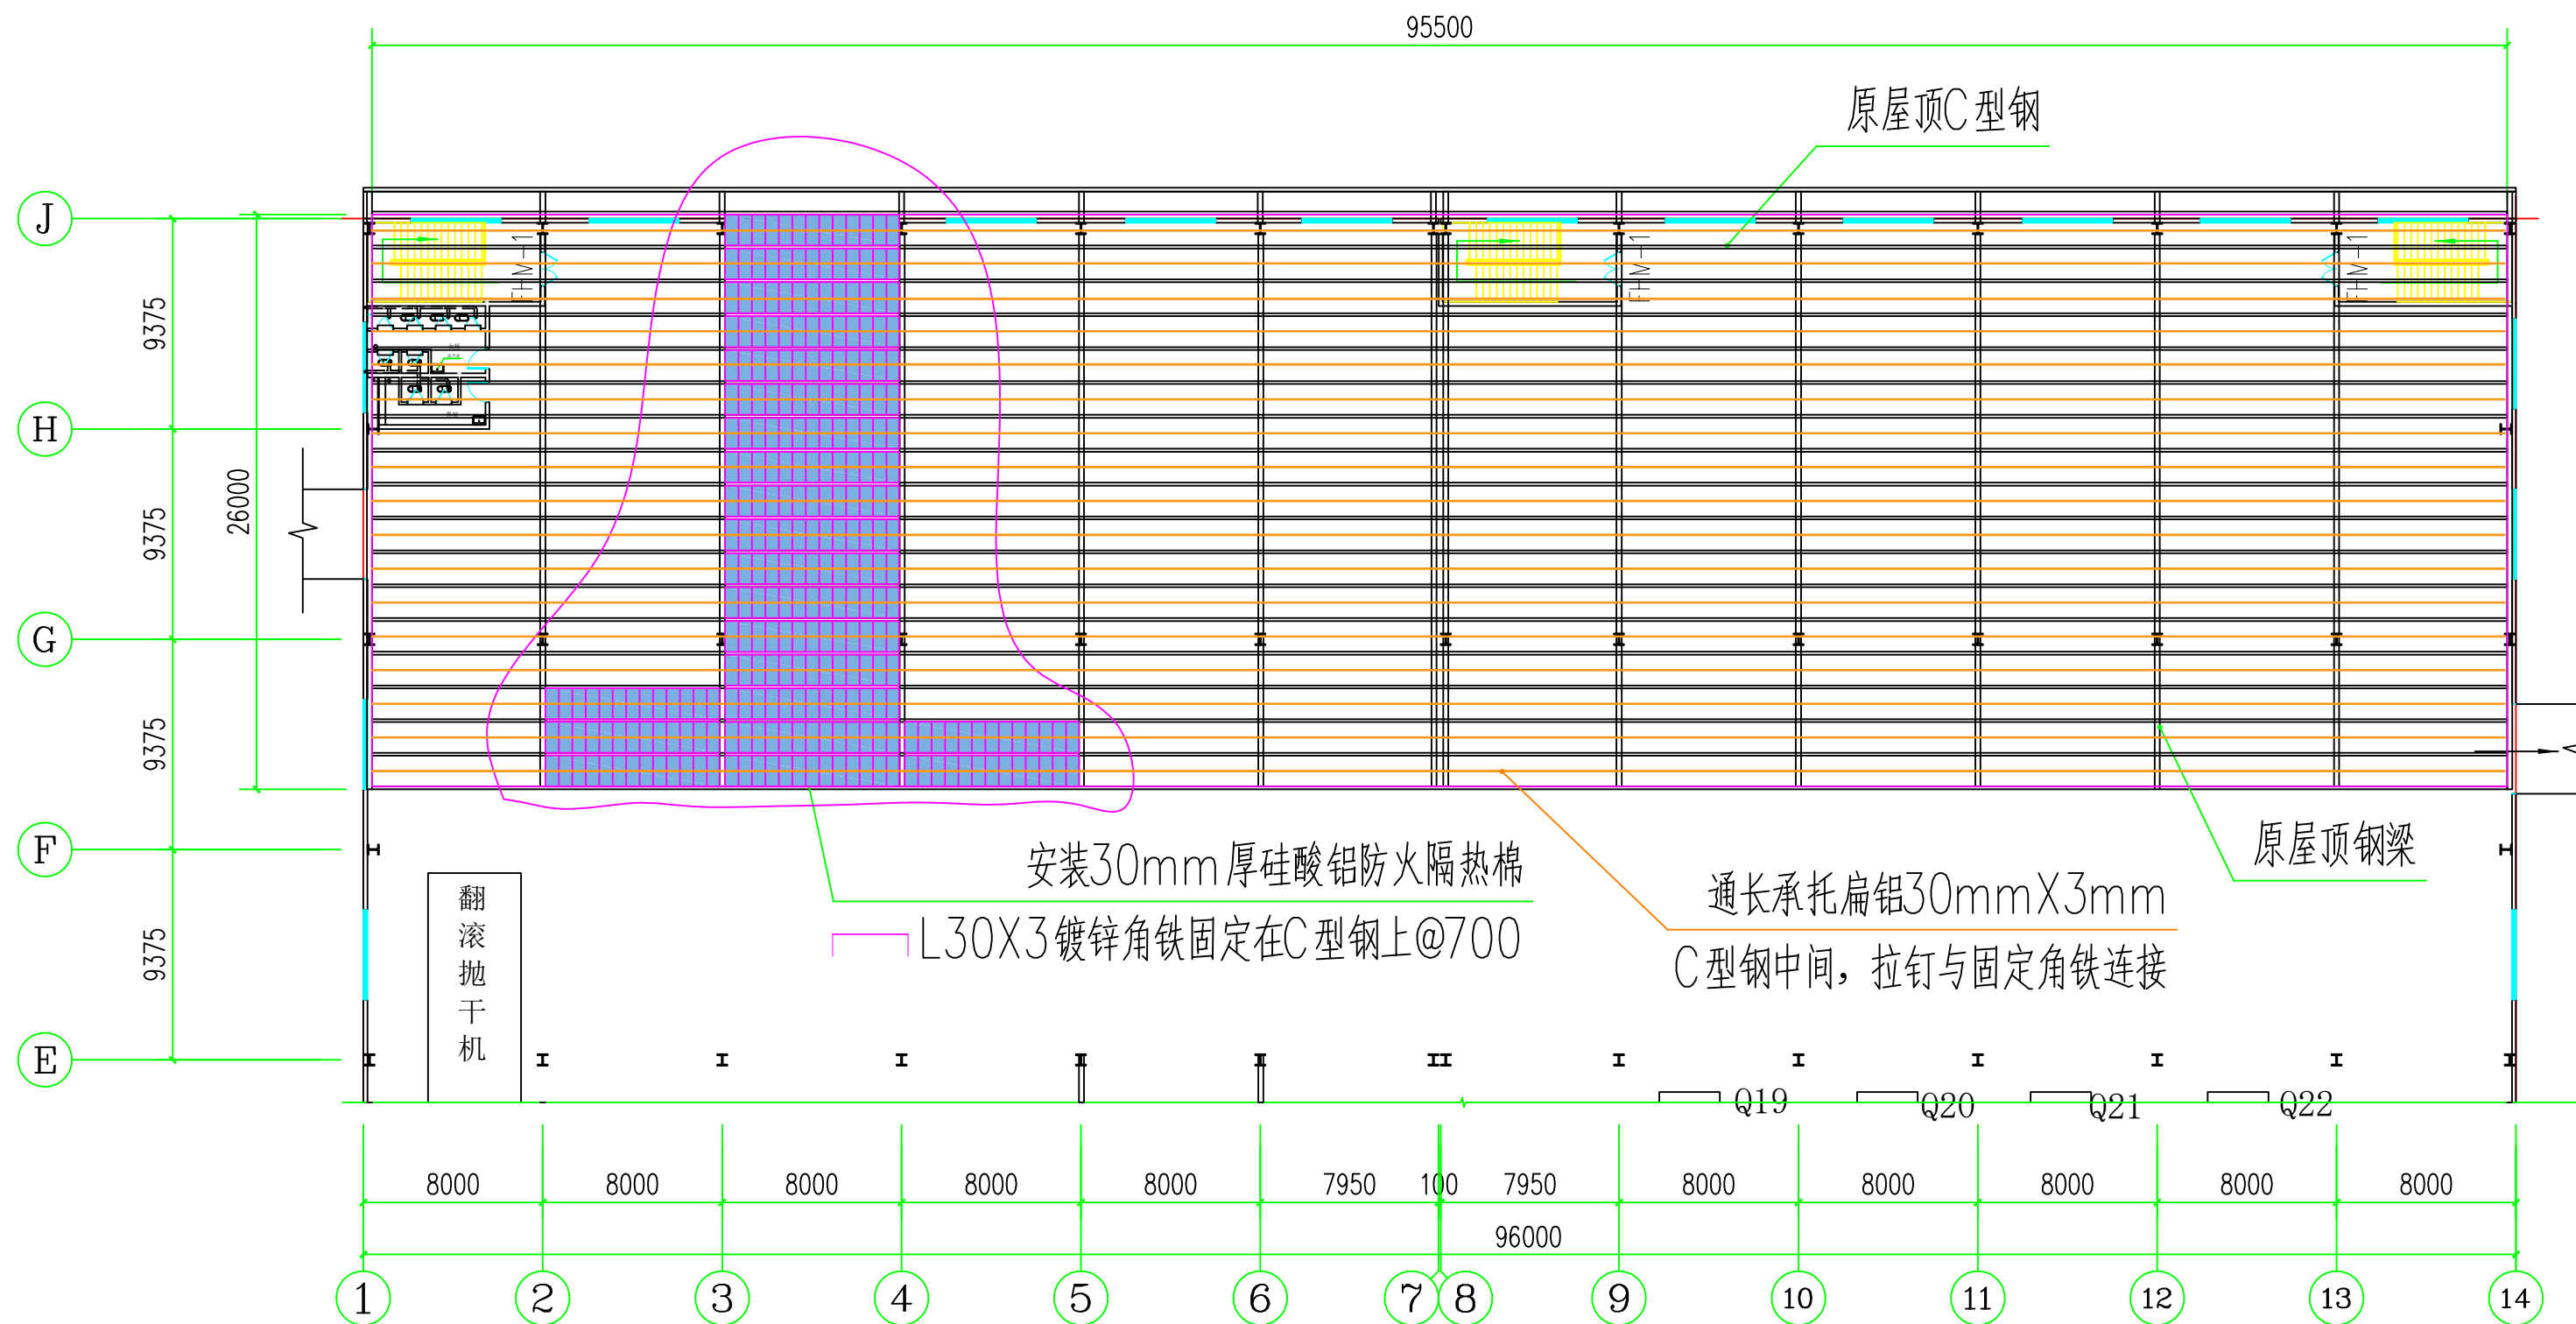 95500
原屋顶C型钢
J
FHM-1
FHM-1
FHM-1
9375
H
26000
9375
G
9375
F
原屋顶钢梁
安装30mm厚硅酸铝防火隔热棉
通长承托扁铝30mmX3mm
L30X3镀锌角铁固定在C型钢上@700
C型钢中间，拉钉与固定角铁连接
翻滚抛干机
9375
E
Q19
Q20
Q21
Q22
8000 8000 8000 8000 8000 7950 100 7950 8000 8000 8000 8000 8000
96000
1 2 3 4 5 6 7 8 9 10 11 12 13 14